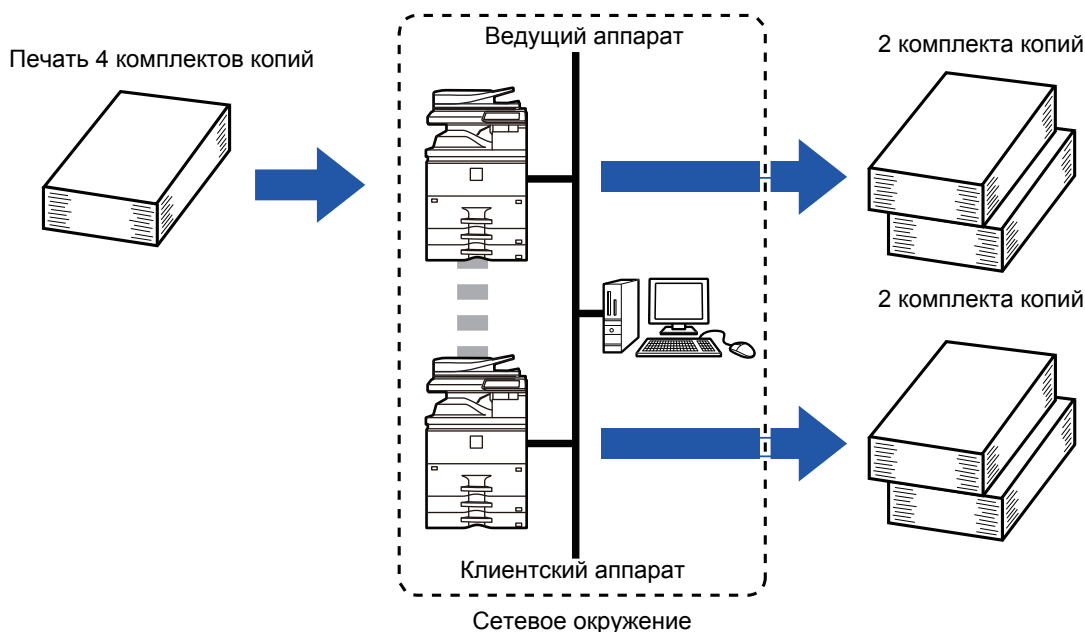 Печать 4 комплектов копий
Ведущий аппарат
2 комплекта копий
2 комплекта копий
Клиентский аппарат
Сетевое окружение